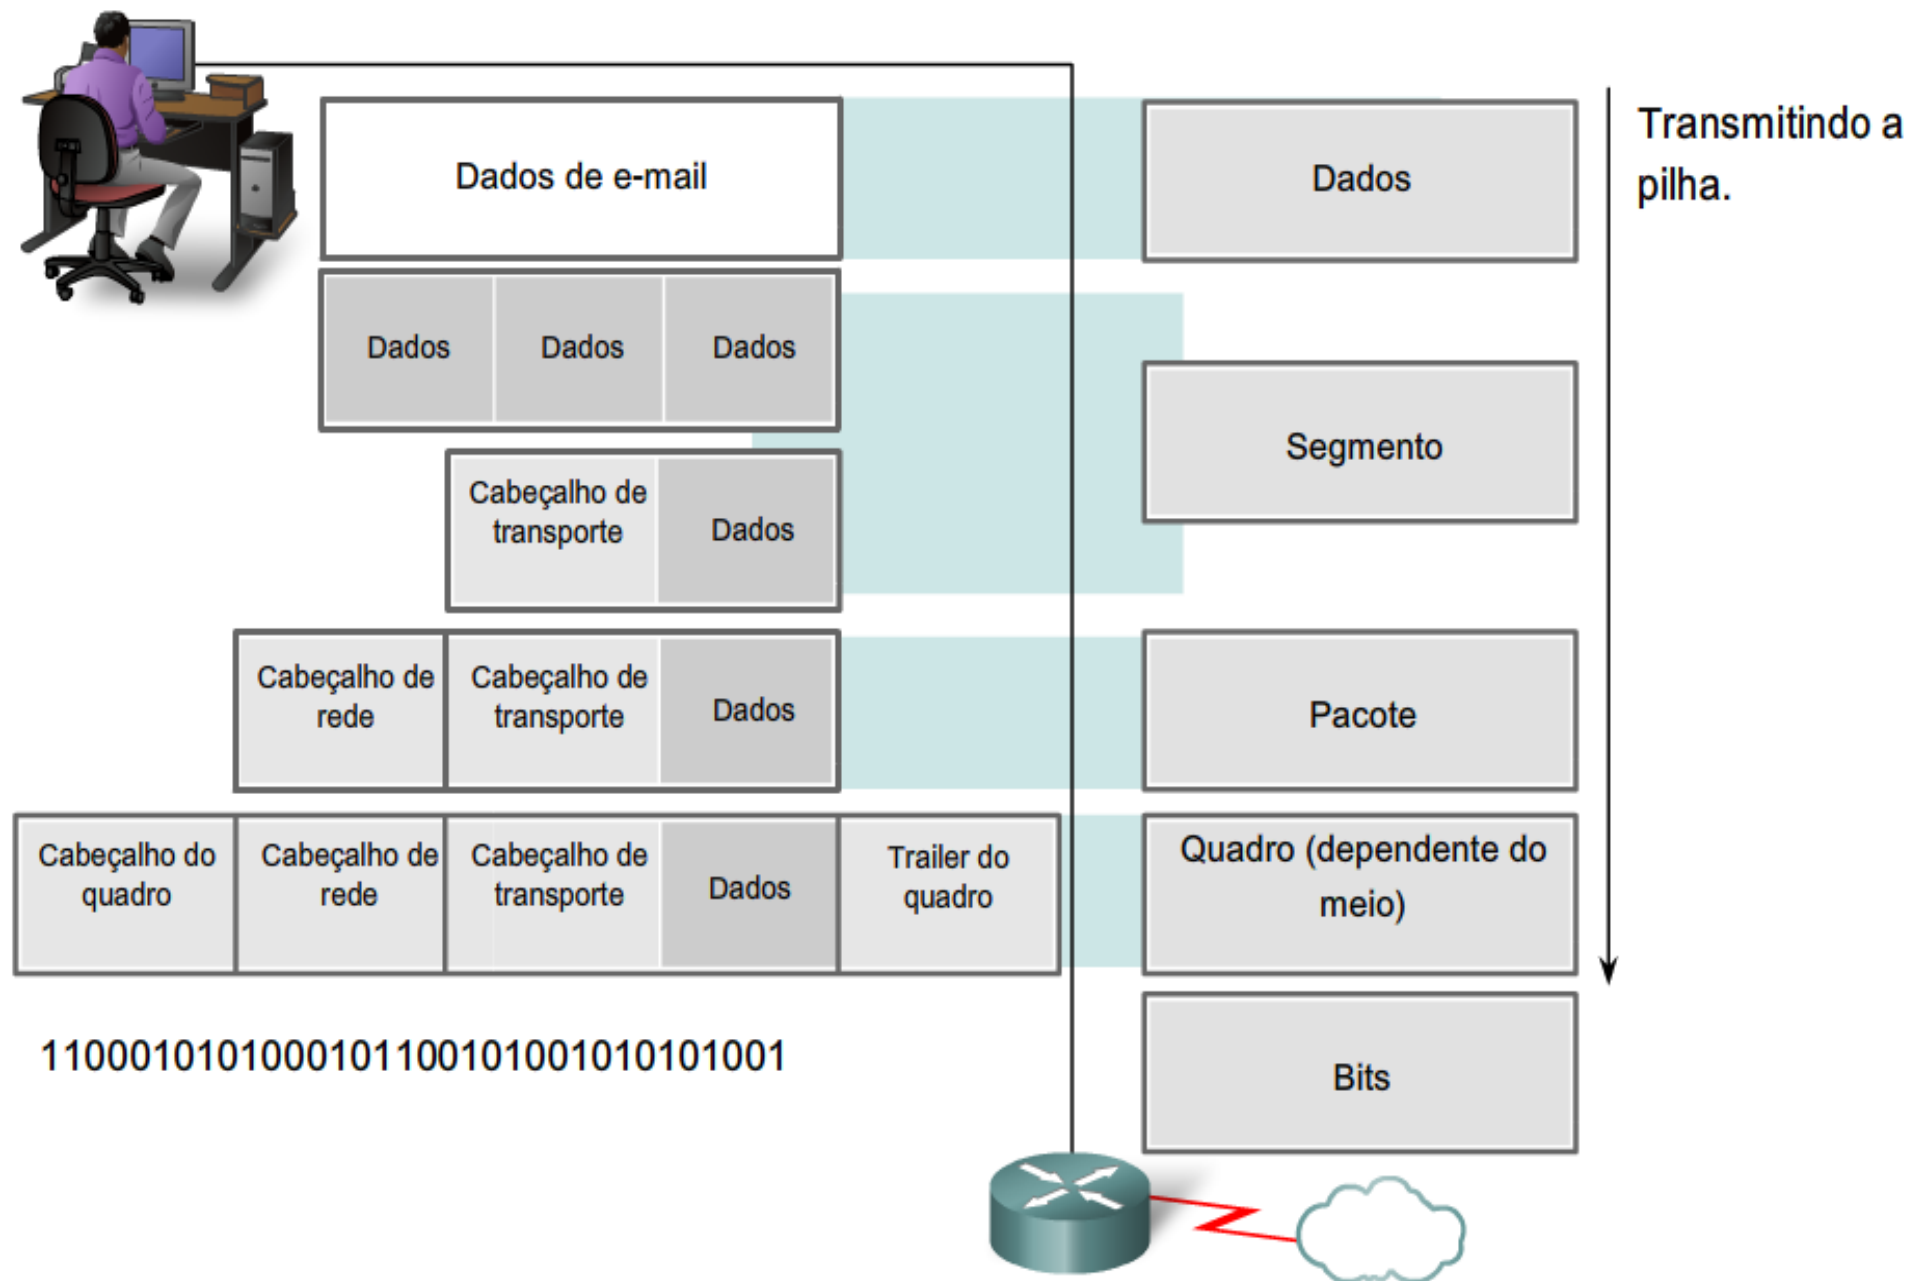 Dados de e-mail
Dados
Transmitindo a
pilha.
Dados
Dados
Dados
Segmento
Cabeçalho de
transporte
Dados
Cabeçalho de
rede
Cabeçalho de
transporte
Dados
Pacote
Cabeçalho do
quadro
Cabeçalho de
rede
Cabeçalho de
transporte
Dados
Trailer do
quadro
Quadro (dependente do
meio)
1100010101000101100101001010101001
Bits